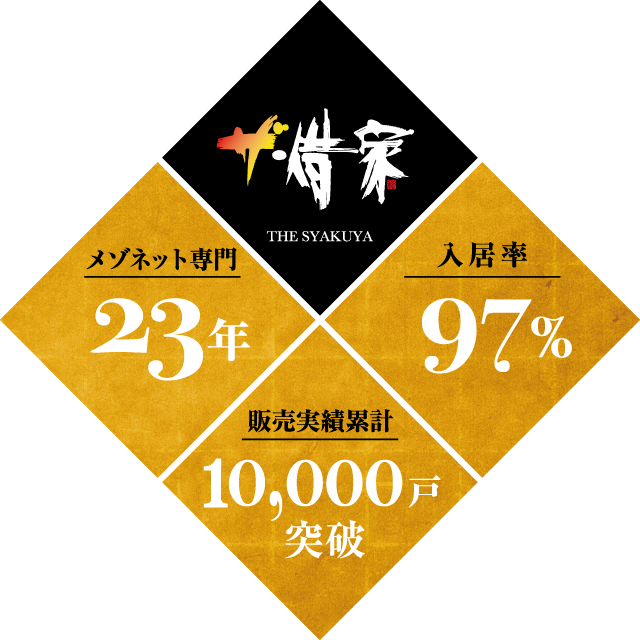 ザ・借家
THE SYAKUYA
メゾネット専門
23年
入居率
97%
販売実績累計
10,000戸
突破